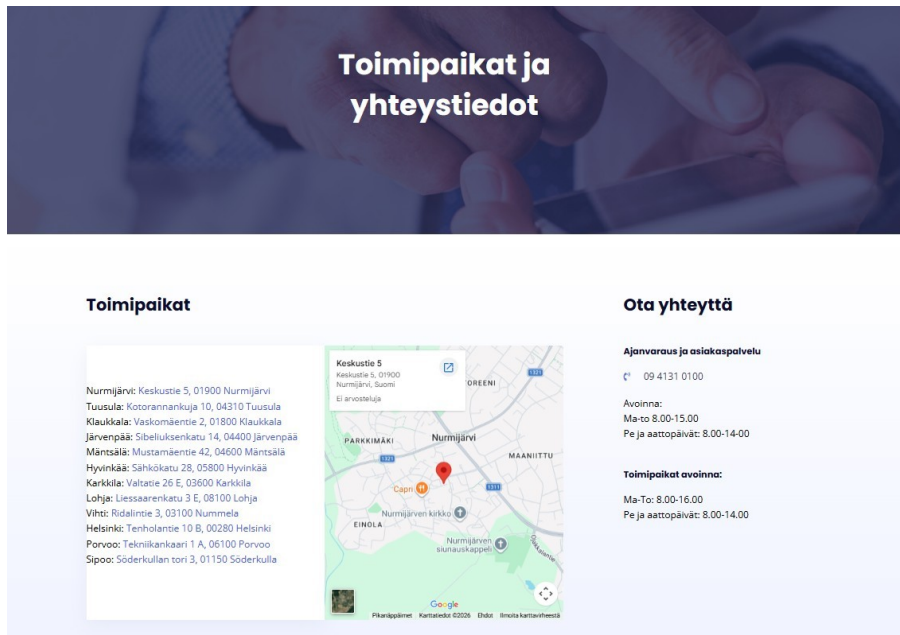 Toimipaikat ja
yhteystiedot
Toimipaikat
Nurmijärvi: Keskustie 5, 01900 Nurmijärvi
Tuusula: Kotorannankuja 10, 04310 Tuusula
Klaukkala: Vaskomäentie 2, 01800 Klaukkala
Järvenpää: Sibeliuksenkatu 14, 04400 Järvenpää
Mäntsälä: Mustamäentie 42, 04600 Mäntsälä
Hyvinkää: Sähkökatu 28, 05800 Hyvinkää
Karkkila: Valtatie 26 E, 03600 Karkkila
Lohja: Liessaarenkatu 3 E, 08100 Lohja
Vihti: Ridalintie 3, 03100 Nummela
Helsinki: Tenholantie 10 B, 00280 Helsinki
Porvoo: Tekniikankaari 1 A, 06100 Porvoo
Sipoo: Söderkullan tori 3, 01150 Söderkulla
Keskustie 5
Keskustie 5, 01900
Nurmijärvi, Suomi
Ei arvosteluja
OREENI
1321
PARKKIMÄKI
Nurmijärvi
MAANIITTU
1321
Capri
1311
Nurmijärven kirkko
EINOLA
Nurmijärven
siunauskappeli
Google
Pikanäppäimet Karttatiedot ©2026 Ehdot Ilmoita karttavirheestä
Ota yhteyttä
Ajanvaraus ja asiakaspalvelu
09 4131 0100
Avoinna:
Ma-to 8.00-15.00
Pe ja aattopäivät: 8.00-14-00
Toimipaikat avoinna:
Ma-To: 8.00-16.00
Pe ja aattopäivät: 8.00-14.00